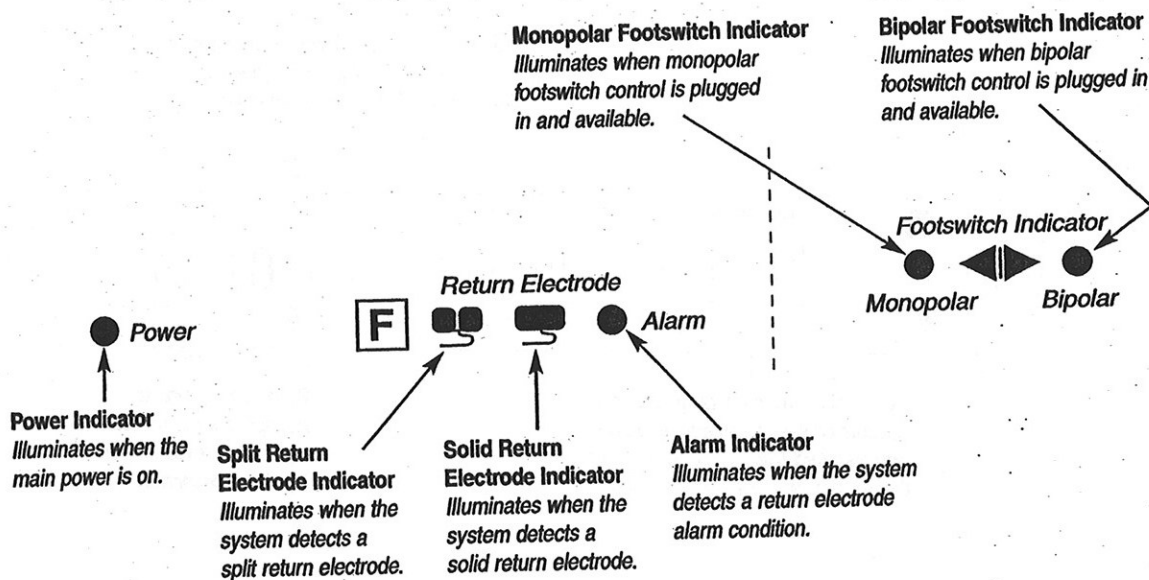 Monopolar Footswitch Indicator
Illuminates when monopolar
footswitch control is plugged
in and available.
Bipolar Footswitch Indicator
Illuminates when bipolar
footswitch control is plugged in
and available.
Footswitch Indicator
Monopolar
Bipolar
Return Electrode
Power
F
Alarm
Power Indicator
Illuminates when the
main power is on.
Split Return
Electrode Indicator
Illuminates when the
system detects a
split return electrode.
Solid Return
Electrode Indicator
Illuminates when the
system detects a
solid return electrode.
Alarm Indicator
Illuminates when the system
detects a return electrode
alarm condition.